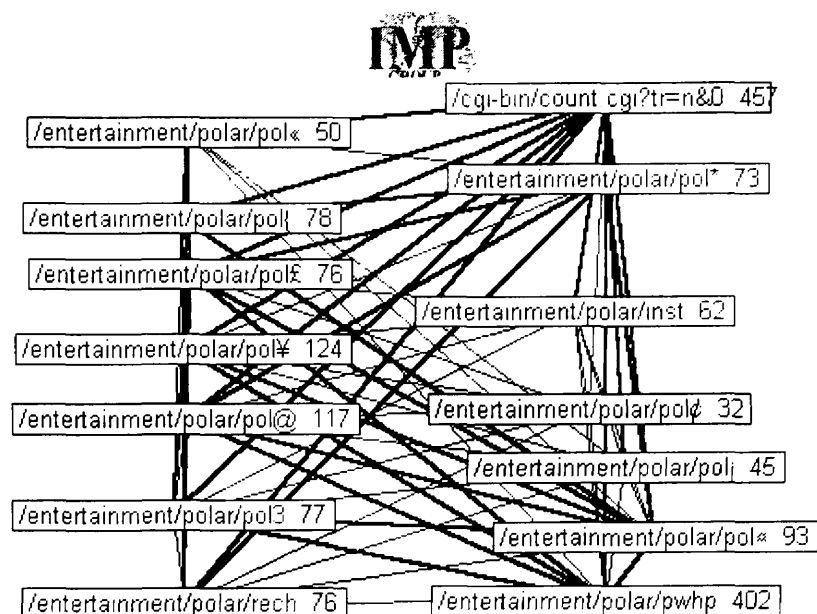 IMP
GROUP
/cgi-bin/count cgi?tr=n&0 457
/entertainment/polar/pol« 50
/entertainment/polar/pol* 73
/entertainment/polar/pol{ 78
/entertainment/polar/pol£ 76
/entertainment/polar/inst 62
/entertainment/polar/pol¥ 124
/entertainment/polar/pol@ 117
/entertainment/polar/pol¢ 32
/entertainment/polar/pol¡ 45
/entertainment/polar/pol3 77
/entertainment/polar/pol« 93
/entertainment/polar/rech 76
/entertainment/polar/pwhp 402